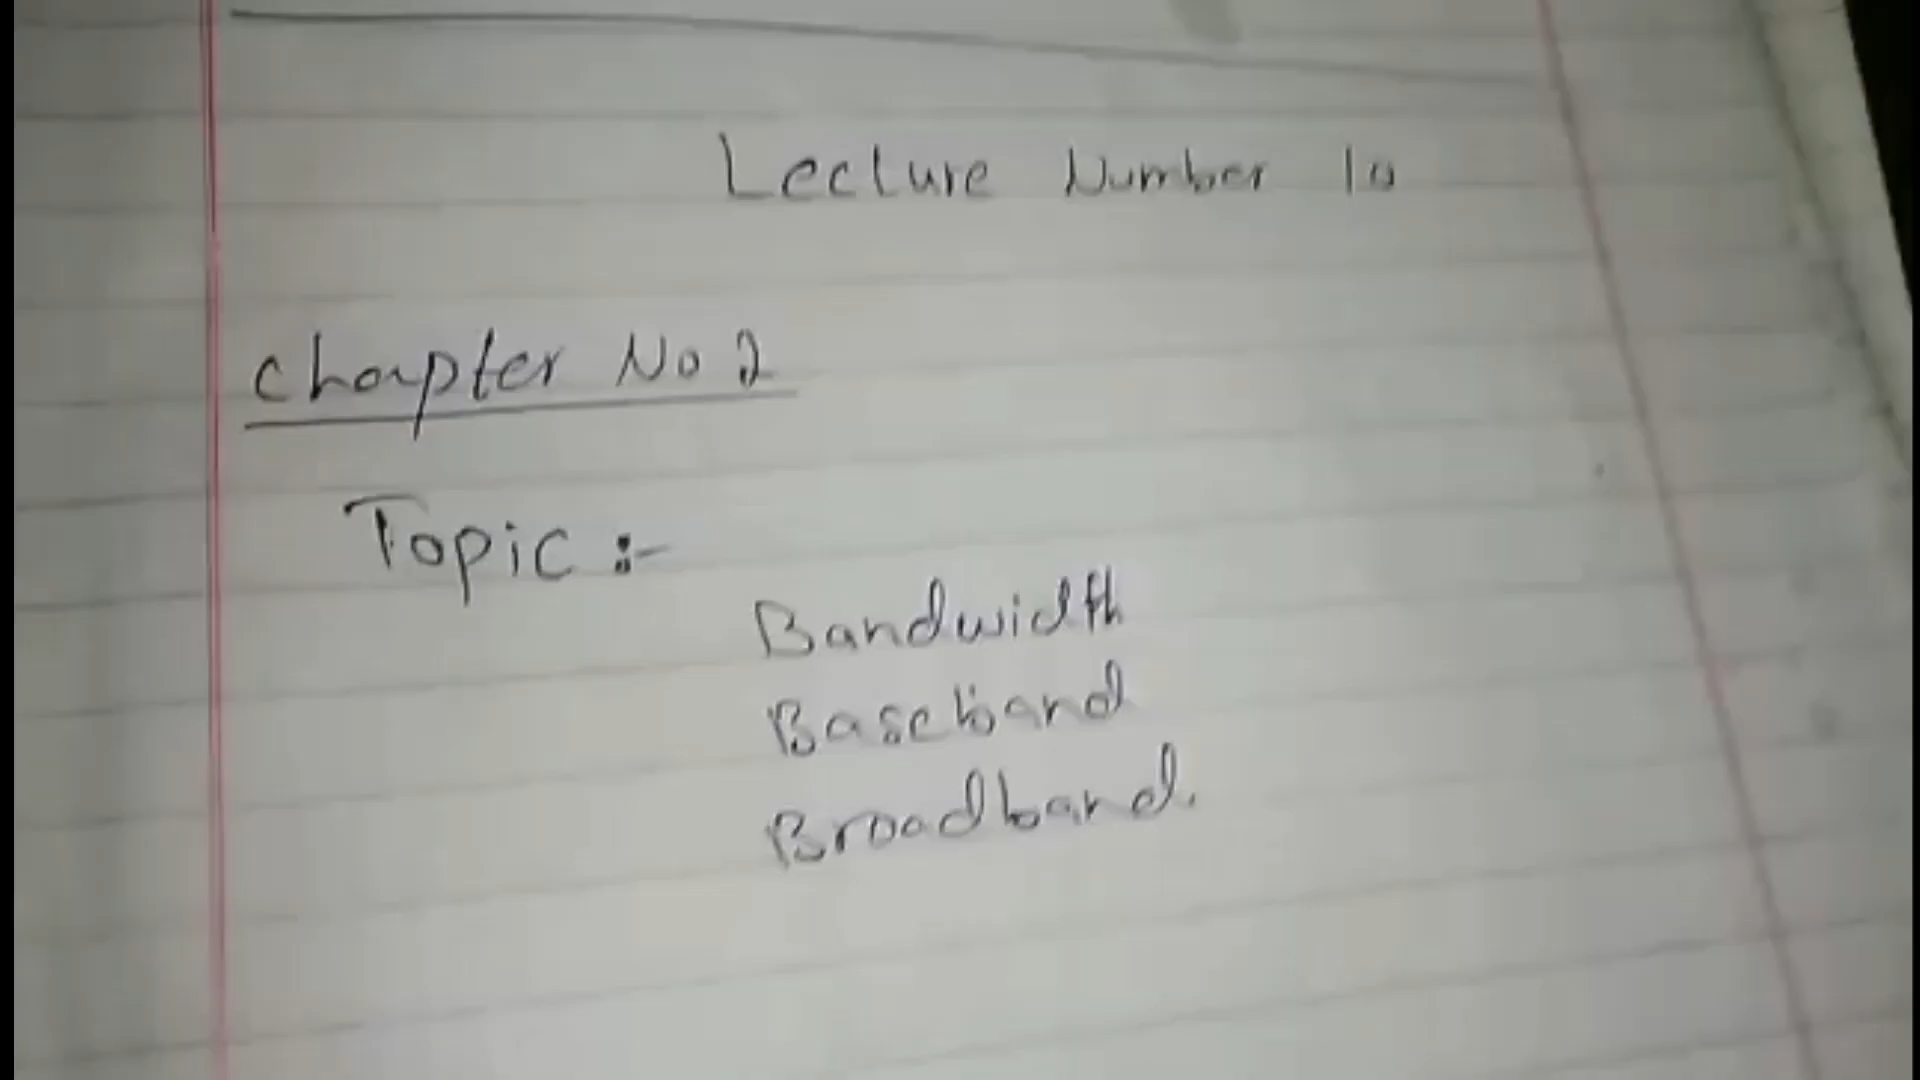 Lecture Number 10
Chapter No 2
Topic :-
Bandwidth
Baseband
Broadband.